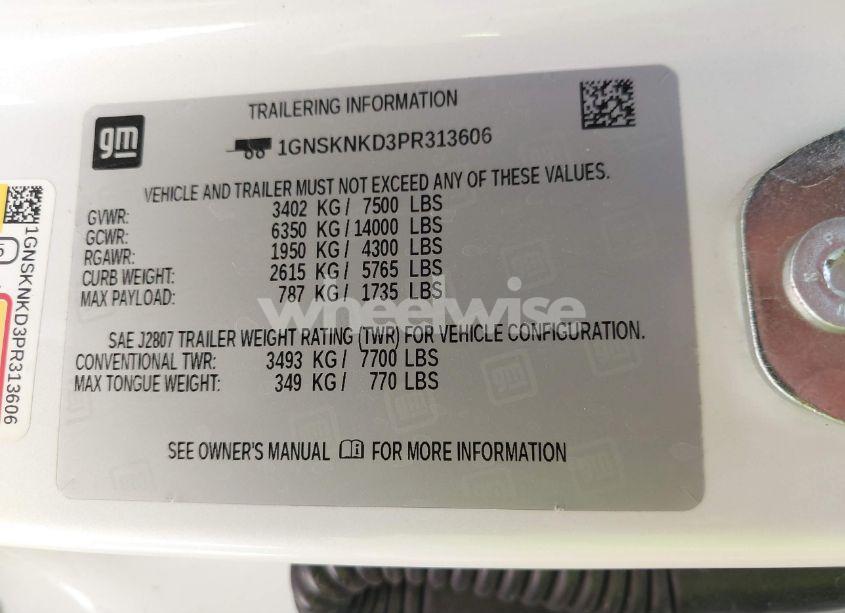 gm
TRAILERING INFORMATION
1GNSKNKD3PR313606
VEHICLE AND TRAILER MUST NOT EXCEED ANY OF THESE VALUES.
GVWR: 3402 KG / 7500 LBS
GCWR: 6350 KG / 14000 LBS
RGAWR: 1950 KG / 4300 LBS
CURB WEIGHT: 2615 KG / 5765 LBS
MAX PAYLOAD: 787 KG / 1735 LBS
wheelwise
SAE J2807 TRAILER WEIGHT RATING (TWR) FOR VEHICLE CONFIGURATION.
CONVENTIONAL TWR: 3493 KG / 7700 LBS
MAX TONGUE WEIGHT: 349 KG / 770 LBS
SEE OWNER'S MANUAL FOR MORE INFORMATION
1GNSKNKD3PR313606